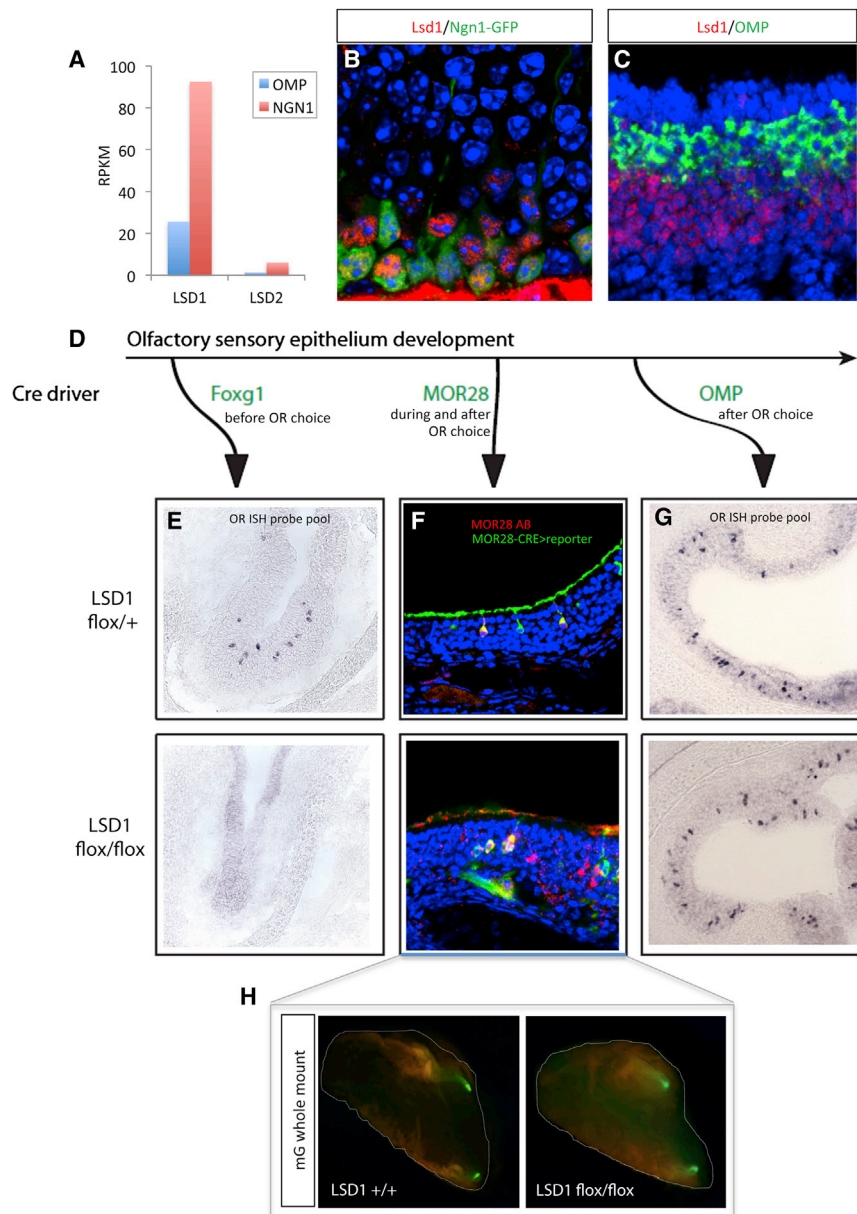 Lsd1/Ngn1-GFP
Lsd1/OMP
A
B
C
100
80
60
40
20
0
RPKM
OMP
NGN1
LSD1
LSD2
D
Olfactory sensory epithelium development
Cre driver
Foxg1
before OR choice
MOR28
during and after
OR choice
OMP
after OR choice
E
OR ISH probe pool
F
MOR28 AB
MOR28-CRE>reporter
G
OR ISH probe pool
LSD1
flox/+
LSD1
flox/flox
H
mG whole mount
LSD1 +/+
LSD1 flox/flox